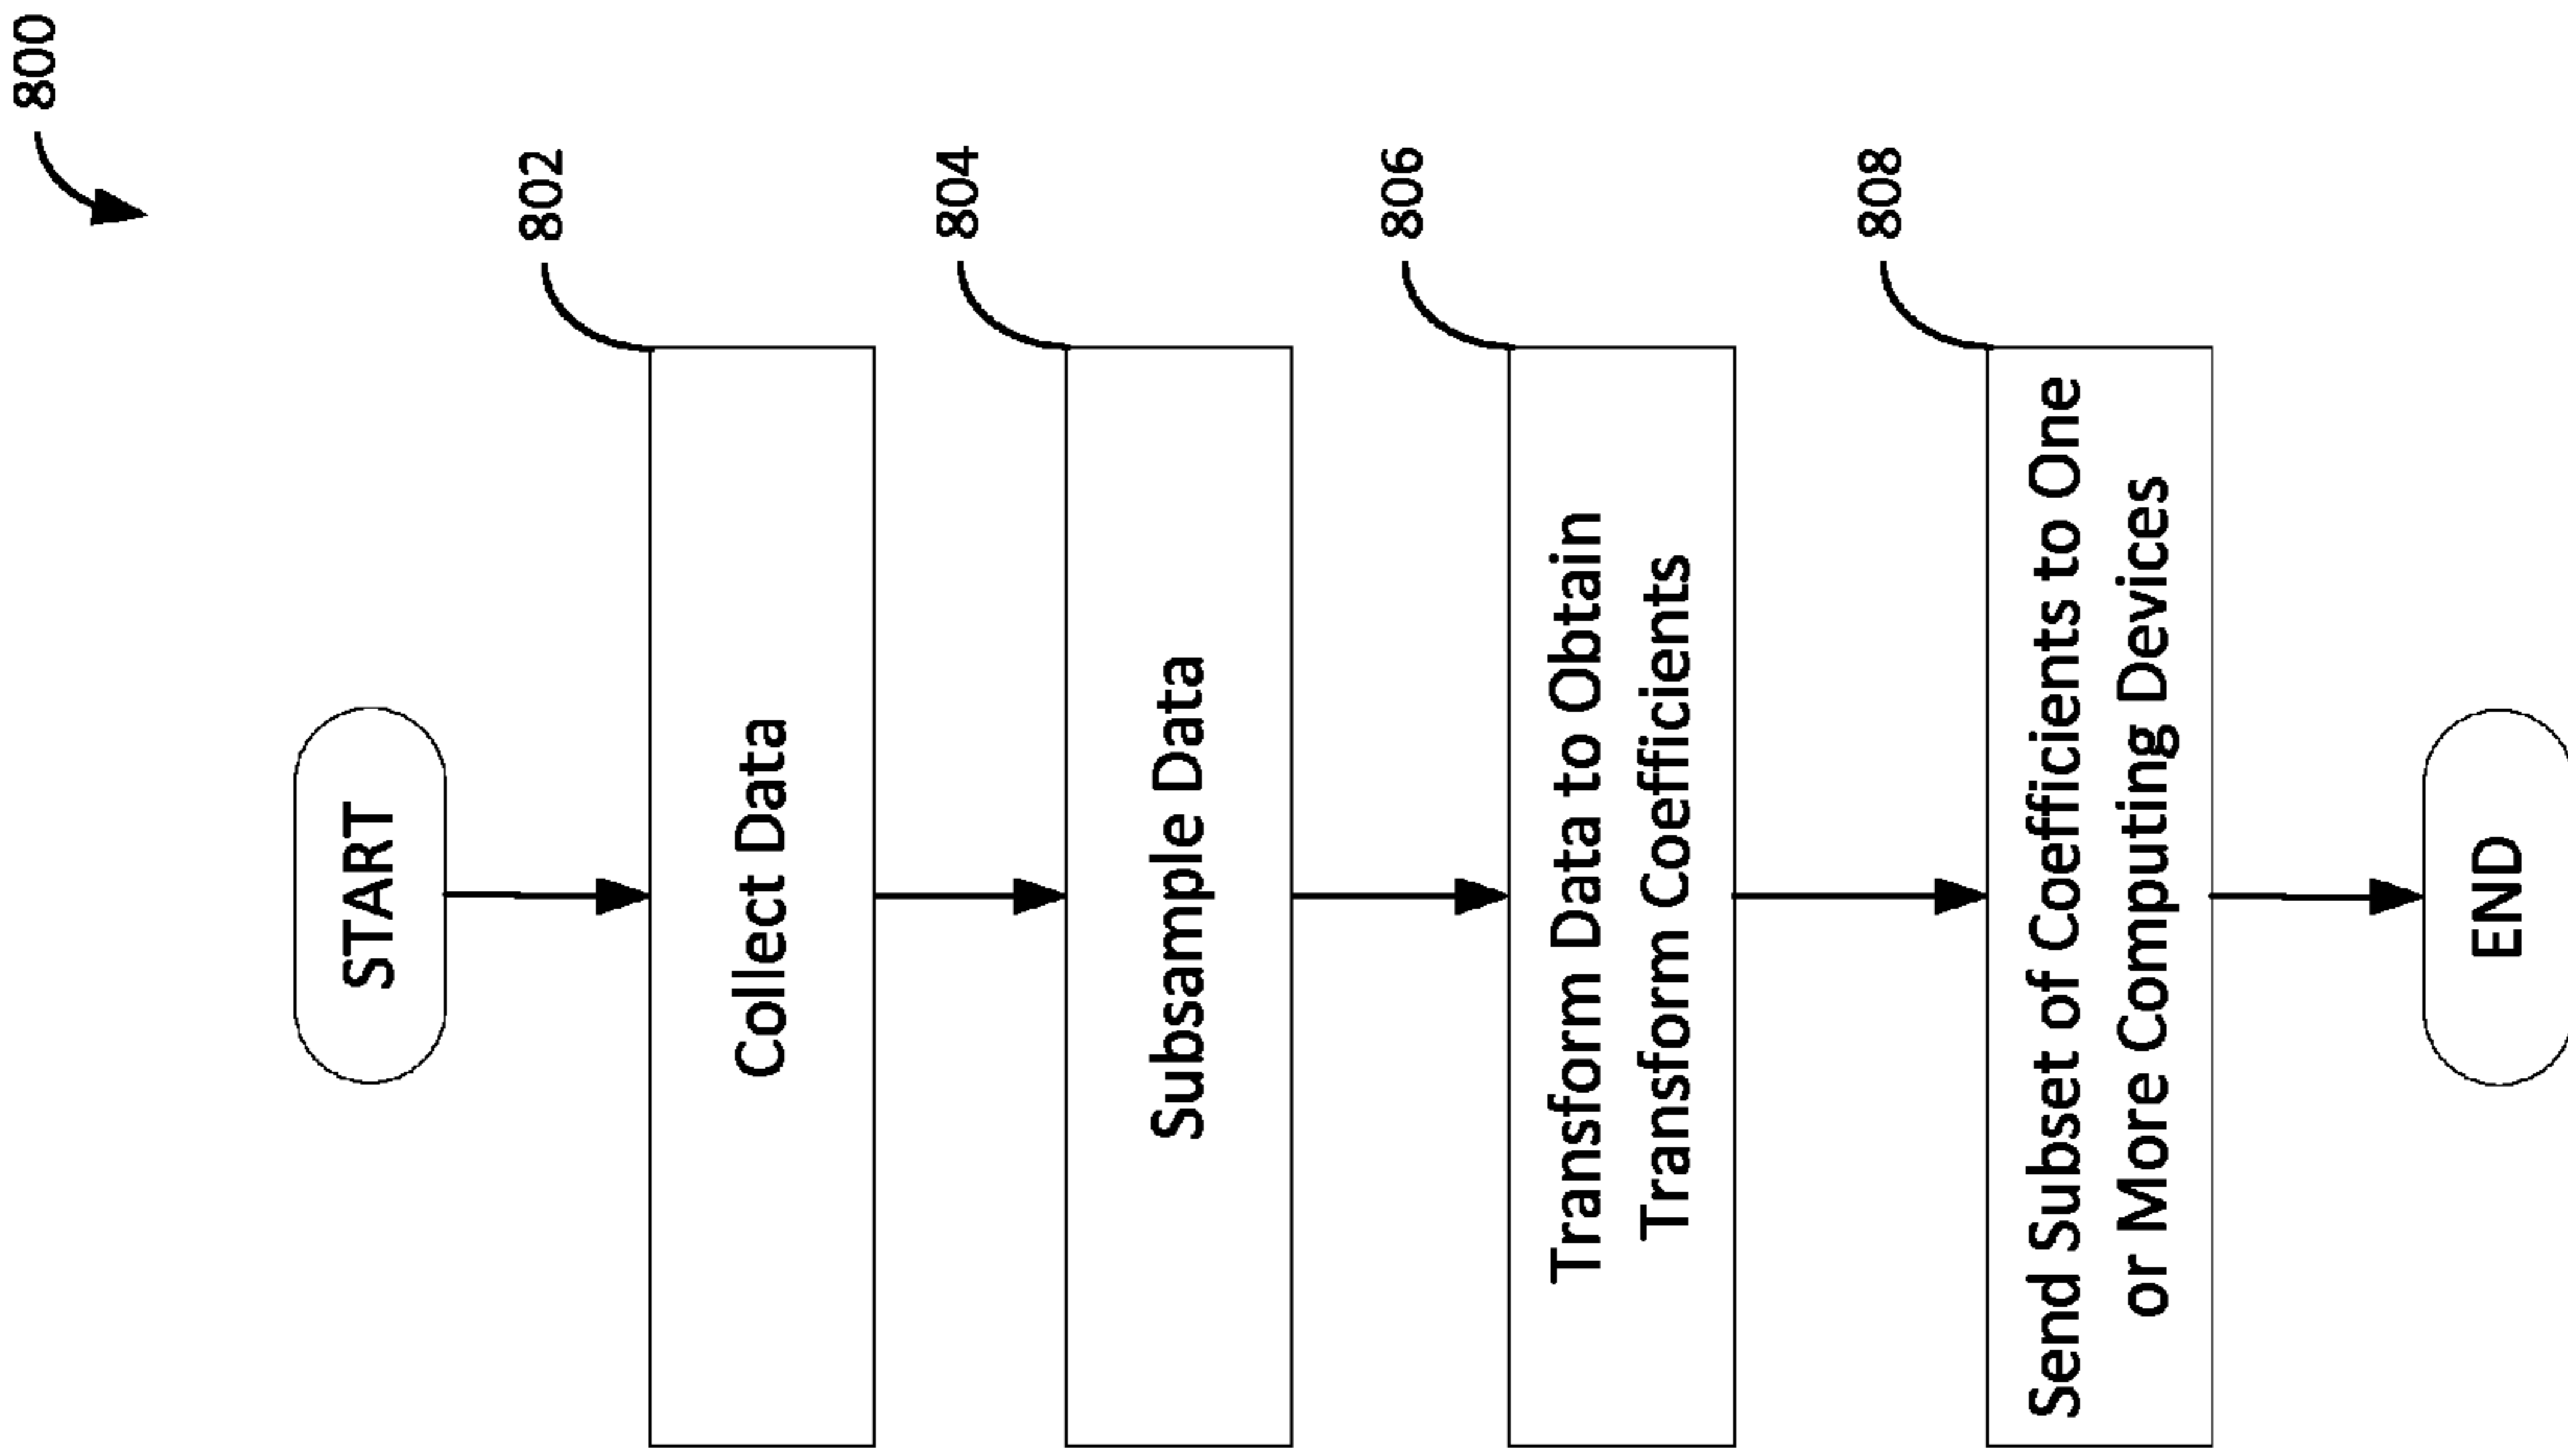 800
START
802
Collect Data
804
Subsample Data
806
Transform Data to Obtain
Transform Coefficients
808
Send Subset of Coefficients to One
or More Computing Devices
END